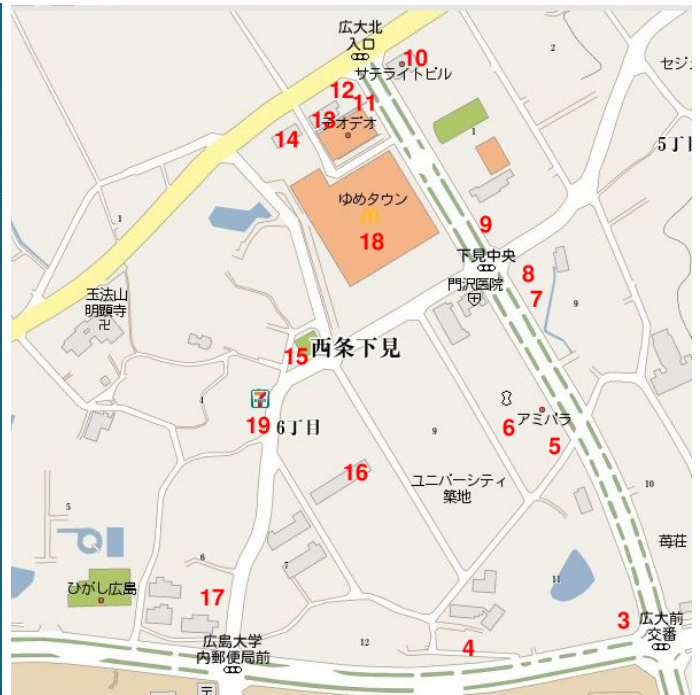 広大北
入口
10
サテライトビル
2
セジュ
12
11
13
デオデオ
14
1
5丁目
ゆめタウン
18
1
9
下見中央
8
門沢医院
7
9
玉法山
明顕寺
卍
15
西条下見
4
19
6丁目
6
アミパラ
9
5
16
ユニバーシティ
築地
10
5
苺荘
6
7
11
ひがし広島
17
3
広大前
交番
12
4
広島大学
内郵便局前
〒